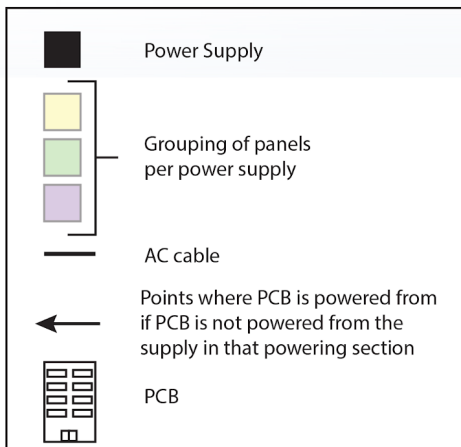 Power Supply
Grouping of panels
per power supply
AC cable
Points where PCB is powered from
if PCB is not powered from the
supply in that powering section
PCB